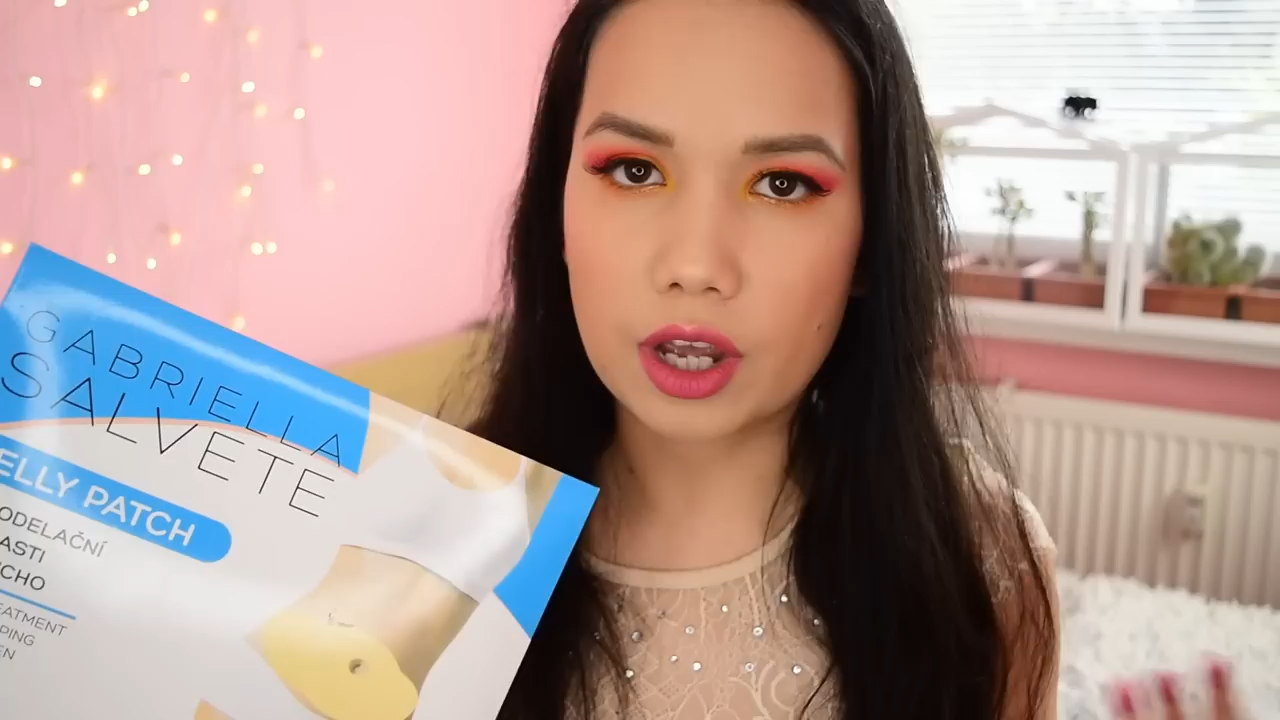 GABRIELLA
SALVETE
ELLY PATCH
ODELAČNÍ
ASTI
CHO
EATMENT
PING
EN